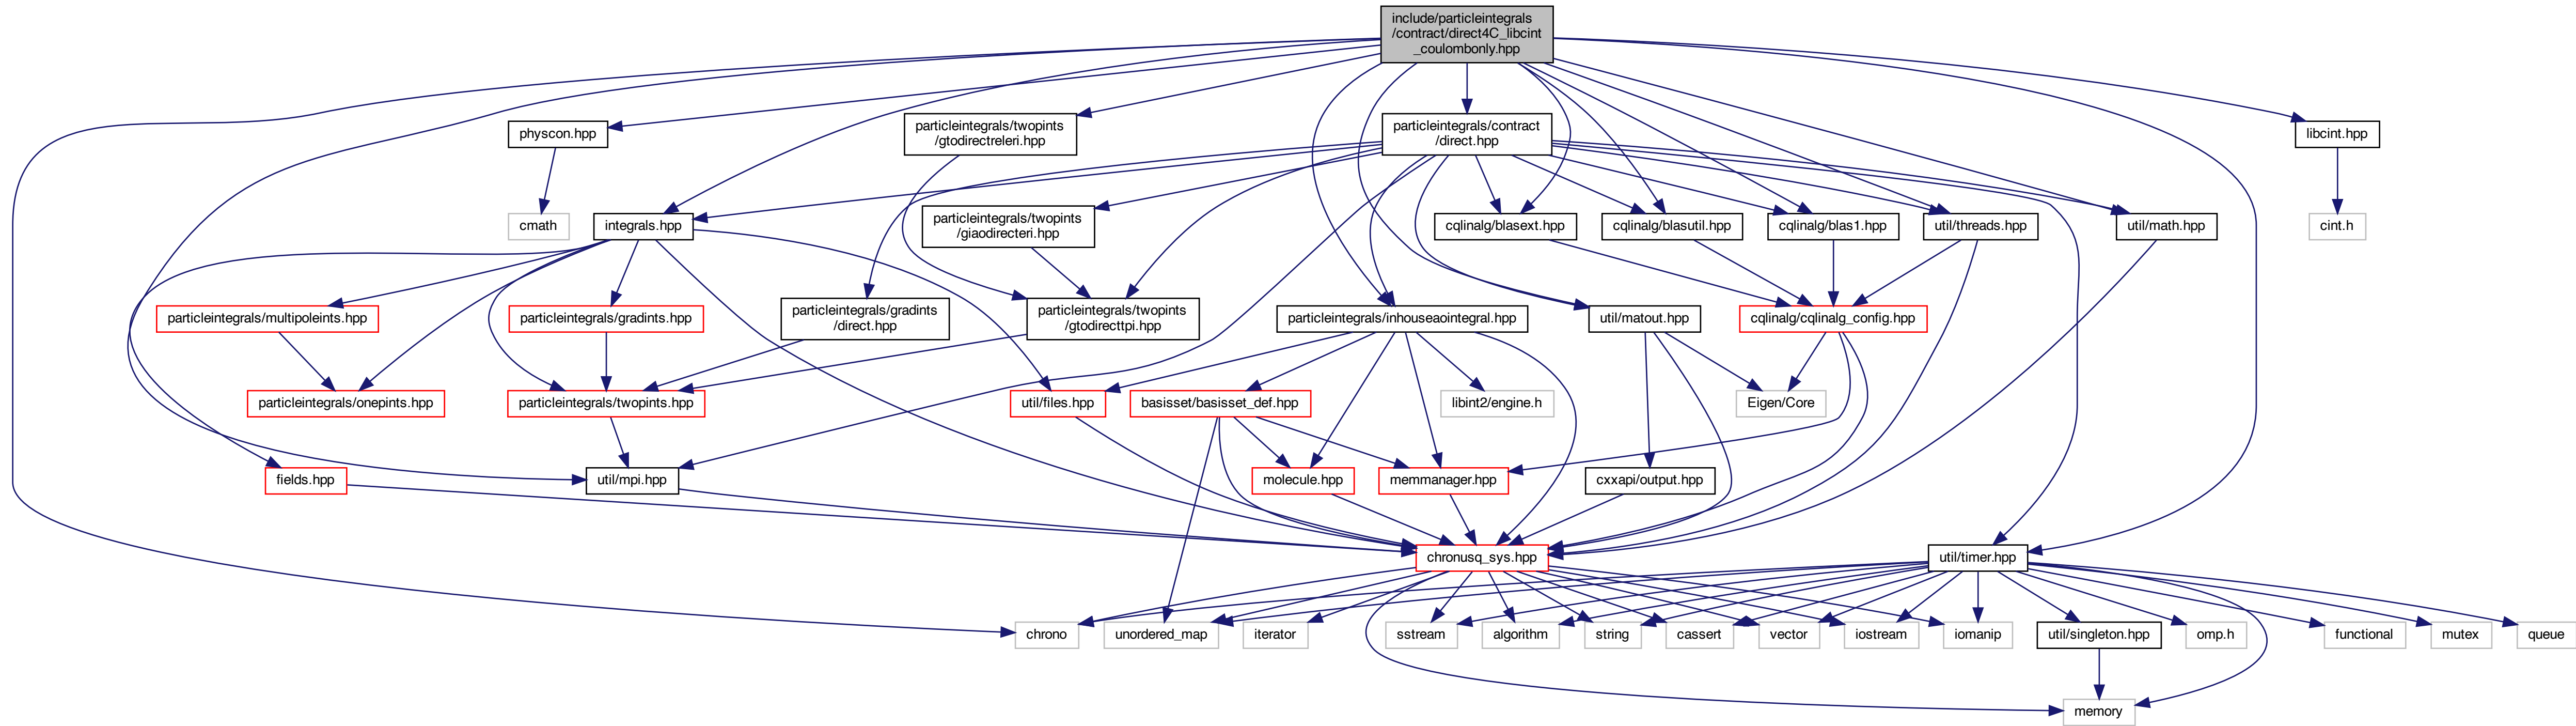 include/particleintegrals
/contract/direct4C_libcint
_coulombonly.hpp
physcon.hpp
particleintegrals/twopints
/gtodirectreleri.hpp
particleintegrals/contract
/direct.hpp
libcint.hpp
cmath
integrals.hpp
particleintegrals/twopints
/giaodirecteri.hpp
cqlinalg/blasext.hpp
cqlinalg/blasutil.hpp
cqlinalg/blas1.hpp
util/threads.hpp
util/math.hpp
cint.h
particleintegrals/multipoleints.hpp
particleintegrals/gradints.hpp
particleintegrals/gradints
/direct.hpp
particleintegrals/twopints
/gtodirecttpi.hpp
particleintegrals/inhouseaointegral.hpp
util/matout.hpp
cqlinalg/cqlinalg_config.hpp
particleintegrals/onepints.hpp
particleintegrals/twopints.hpp
util/files.hpp
basisset/basisset_def.hpp
libint2/engine.h
Eigen/Core
fields.hpp
util/mpi.hpp
molecule.hpp
memmanager.hpp
cxxapi/output.hpp
chronusq_sys.hpp
util/timer.hpp
chrono
unordered_map
iterator
sstream
algorithm
string
cassert
vector
iostream
iomanip
util/singleton.hpp
omp.h
functional
mutex
queue
memory